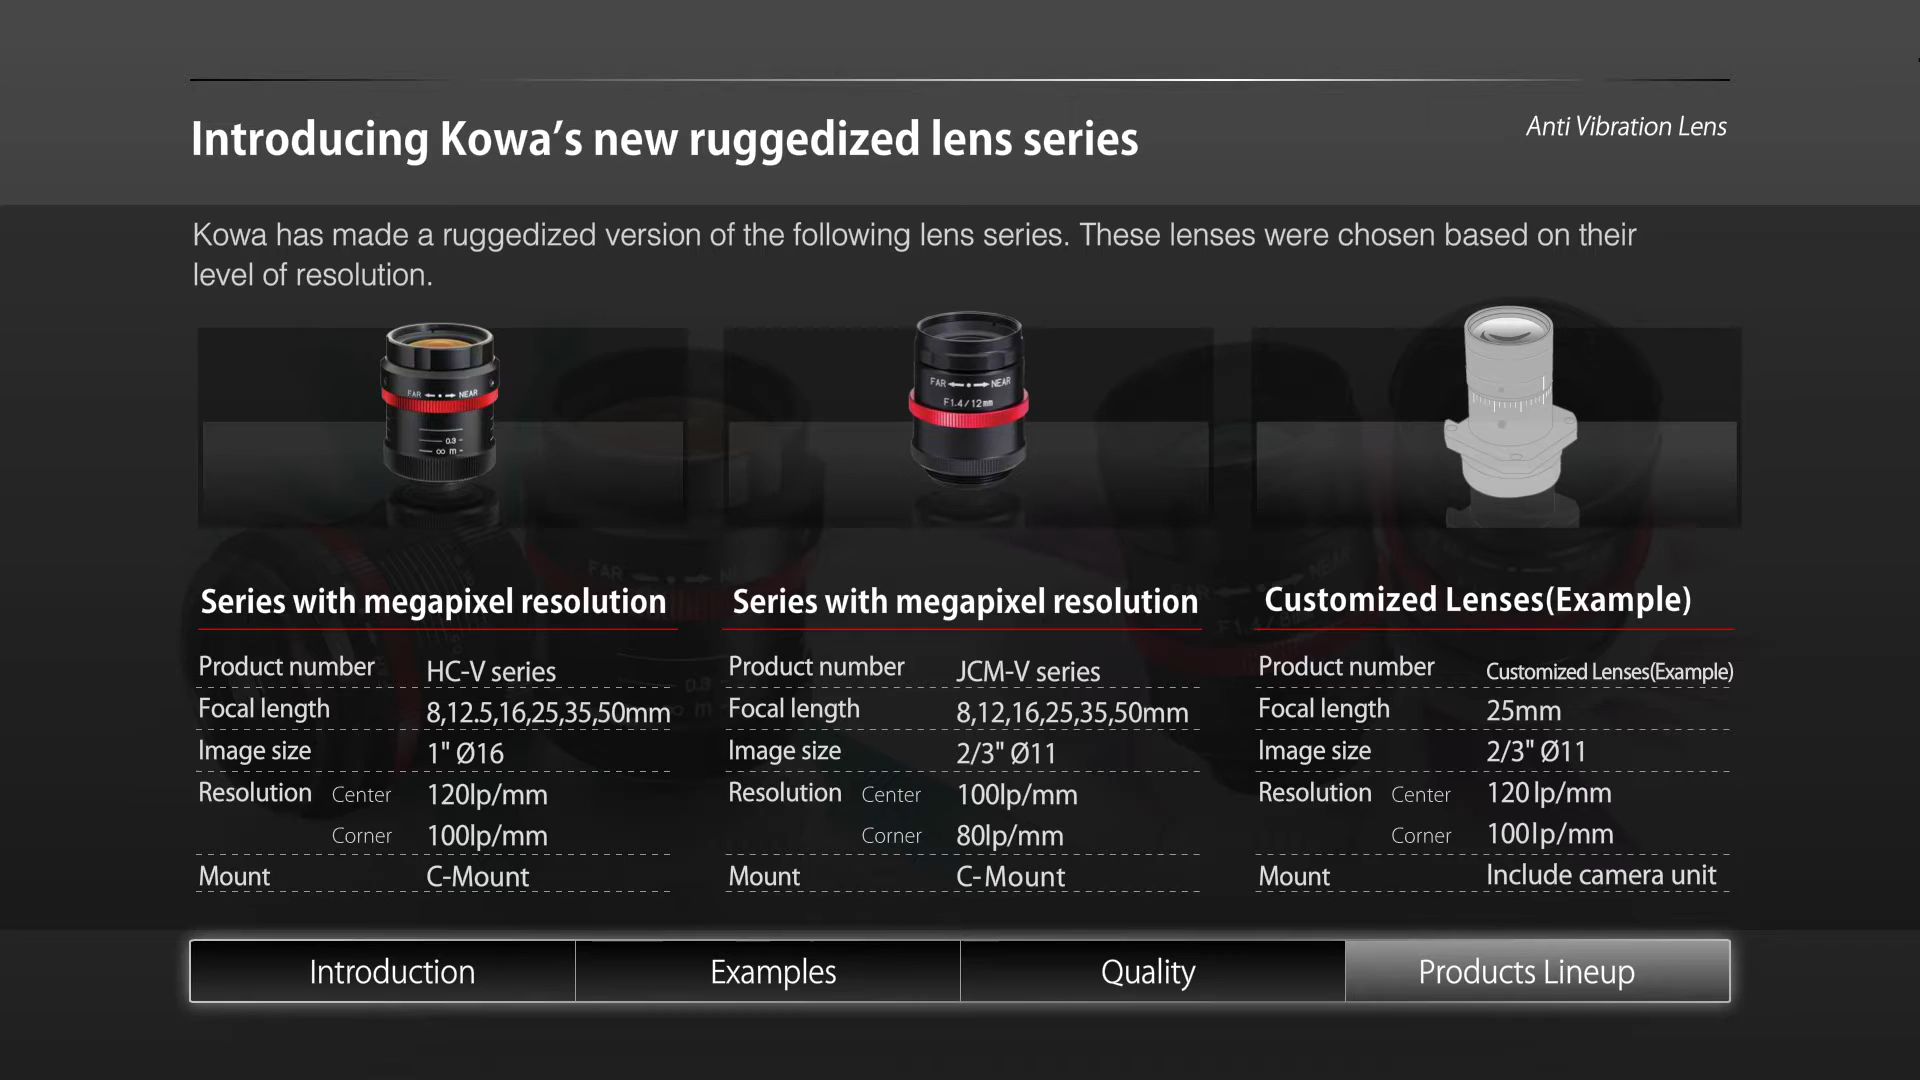 Introducing Kowa's new ruggedized lens series
Anti Vibration Lens
Kowa has made a ruggedized version of the following lens series. These lenses were chosen based on their
level of resolution.
FAR ←•→ NEAR
0.3
∞ m
FAR ←•→ NEAR
F1.4/12mm
Series with megapixel resolution
Product number HC-V series
Focal length 8,12.5,16,25,35,50mm
Image size 1" Ø16
Resolution Center 120lp/mm
Corner 100lp/mm
Mount C-Mount
Series with megapixel resolution
Product number JCM-V series
Focal length 8,12,16,25,35,50mm
Image size 2/3" Ø11
Resolution Center 100lp/mm
Corner 80lp/mm
Mount C-Mount
Customized Lenses(Example)
Product number Customized Lenses(Example)
Focal length 25mm
Image size 2/3" Ø11
Resolution Center 120lp/mm
Corner 100lp/mm
Mount Include camera unit
Introduction
Examples
Quality
Products Lineup